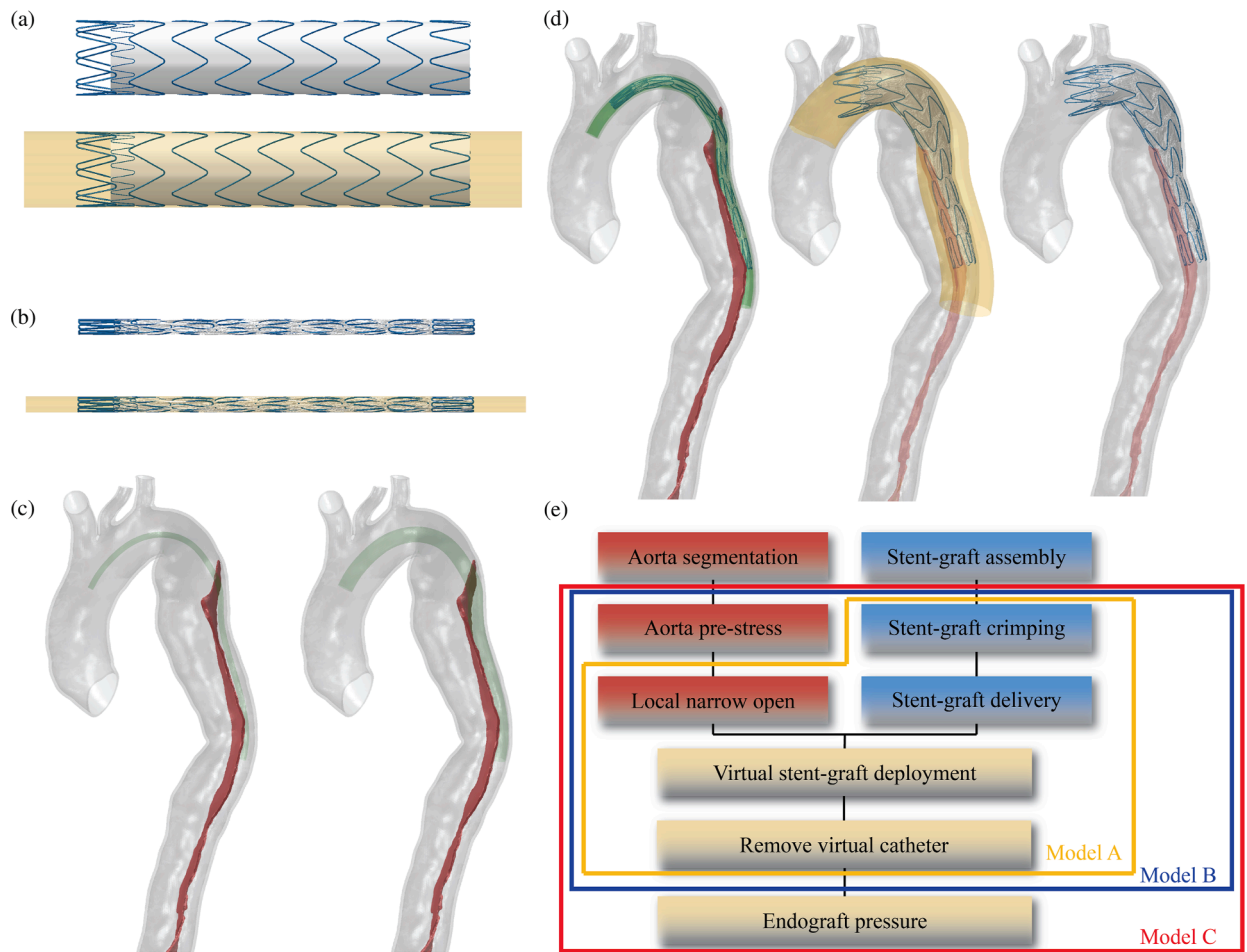 (a)
(b)
(c)
(d)
(e)
Aorta segmentation
Stent-graft assembly
Aorta pre-stress
Stent-graft crimping
Local narrow open
Stent-graft delivery
Virtual stent-graft deployment
Remove virtual catheter
Model A
Model B
Endograft pressure
Model C